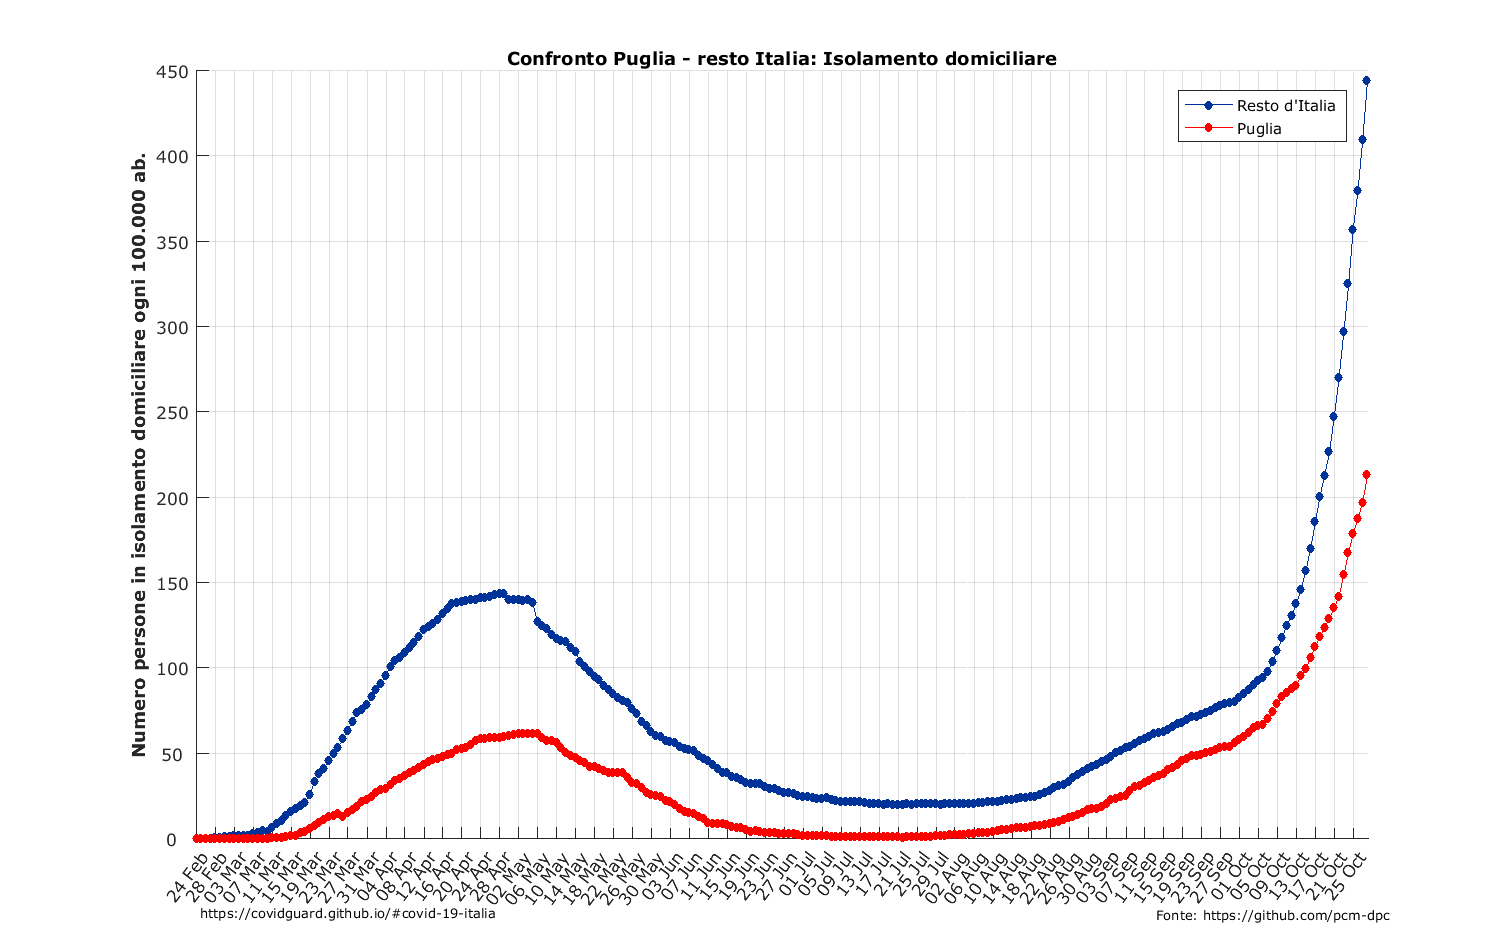 Confronto Puglia - resto Italia: Isolamento domiciliare
Numero persone in isolamento domiciliare ogni 100.000 ab.
450
400
350
300
250
200
150
100
50
0
Resto d'Italia
Puglia
24 Feb
28 Feb
03 Mar
07 Mar
11 Mar
15 Mar
19 Mar
23 Mar
27 Mar
31 Mar
04 Apr
08 Apr
12 Apr
16 Apr
20 Apr
24 Apr
28 Apr
02 May
06 May
10 May
14 May
18 May
22 May
26 May
30 May
03 Jun
07 Jun
11 Jun
15 Jun
19 Jun
23 Jun
27 Jun
01 Jul
05 Jul
09 Jul
13 Jul
17 Jul
21 Jul
25 Jul
29 Jul
02 Aug
06 Aug
10 Aug
14 Aug
18 Aug
22 Aug
26 Aug
30 Aug
03 Sep
07 Sep
11 Sep
15 Sep
19 Sep
23 Sep
27 Sep
01 Oct
05 Oct
09 Oct
13 Oct
17 Oct
21 Oct
25 Oct
https://covidguard.github.io/#covid-19-italia
Fonte: https://github.com/pcm-dpc